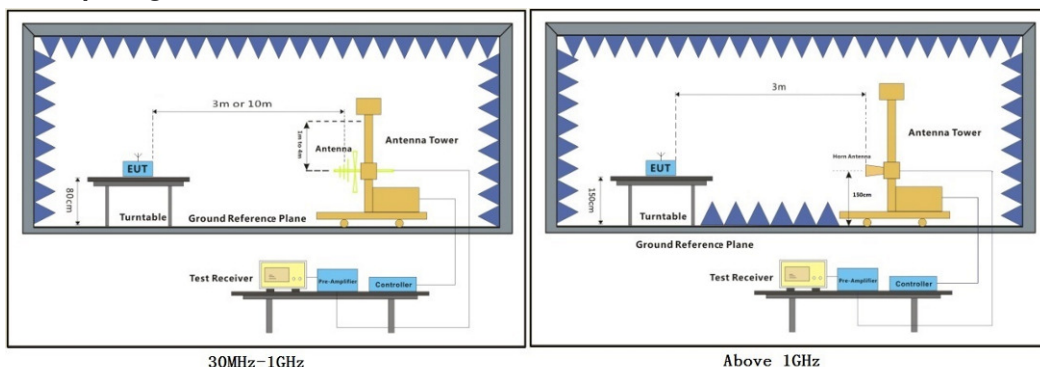 3m or 10m
1m to 4m
Antenna
Antenna Tower
EUT
80cm
Turntable
Ground Reference Plane
Test Receiver
Pre-Amplifier
Controller
30MHz-1GHz
3m
Antenna Tower
Horn Antenna
EUT
150cm
150cm
Turntable
Ground Reference Plane
Test Receiver
Pre-Amplifier
Controller
Above 1GHz